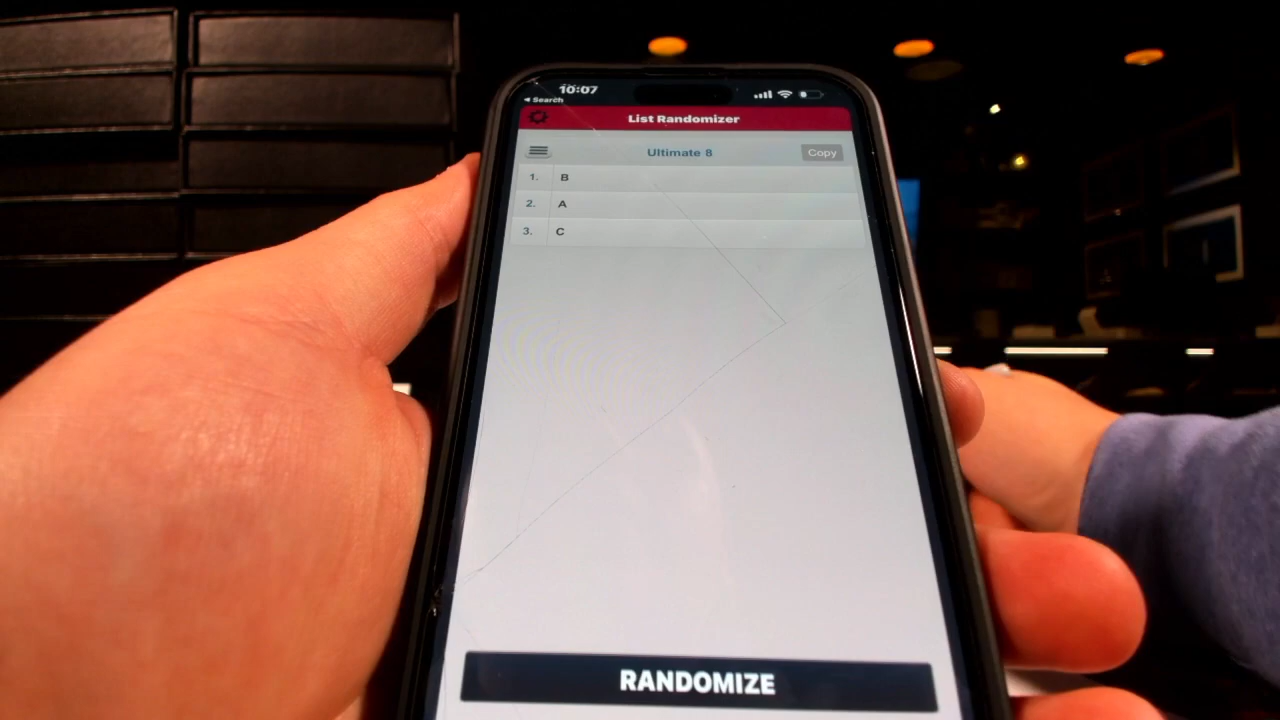 10:07
◀ Search
List Randomizer
Ultimate 8
Copy
1. B
2. A
3. C
RANDOMIZE